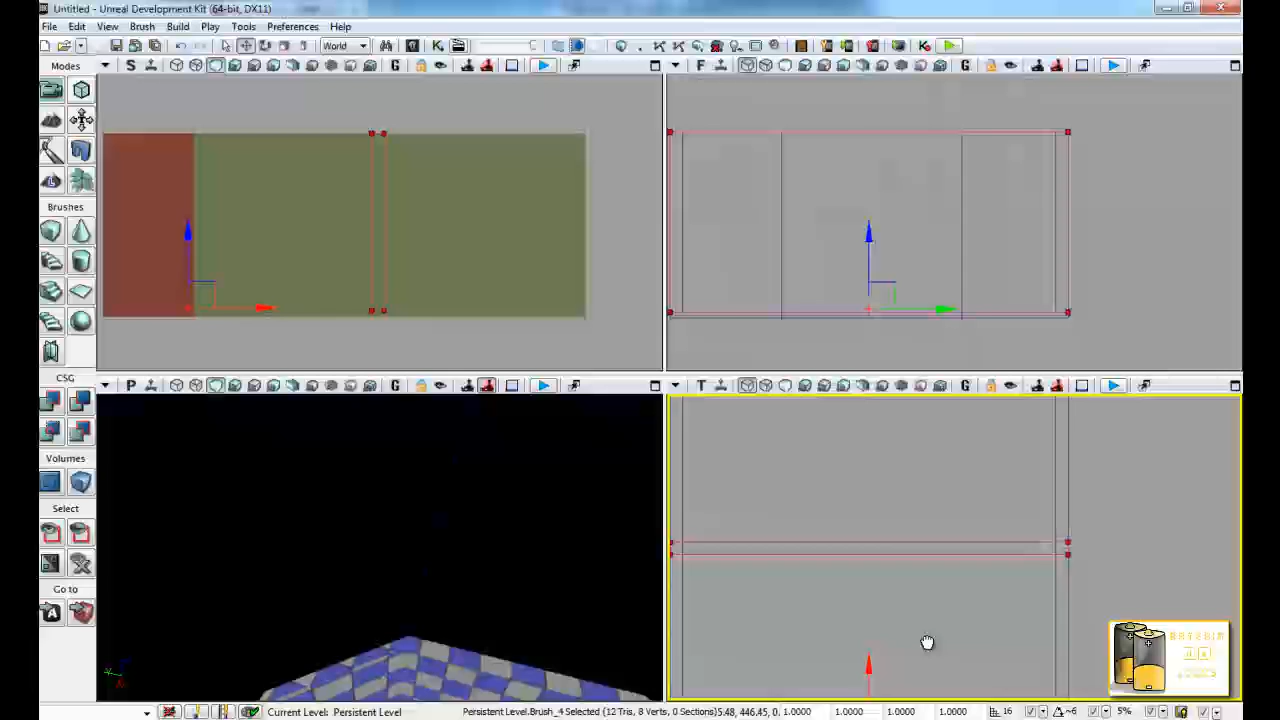 Untitled - Unreal Development Kit (64-bit, DX11)
File Edit View Brush Build Play Tools Preferences Help
World
Modes
S G
F G
Brushes
CSG
P G
T G
Volumes
Select
Go to
Current Level: Persistent Level
Persistent Level.Brush_4 Selected (12 Tris, 8 Verts, 0 Sections)
5:48, 446.45, 0. 1.0000 1.0000 1.0000 1.0000 16 ~6 5%